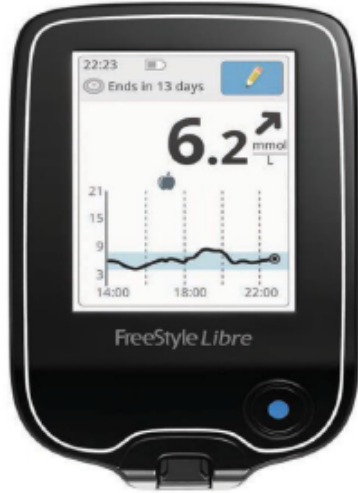 22:23
Ends in 13 days
6.2 mmol
L
21
15
9
3
14:00 18:00 22:00
FreeStyle Libre